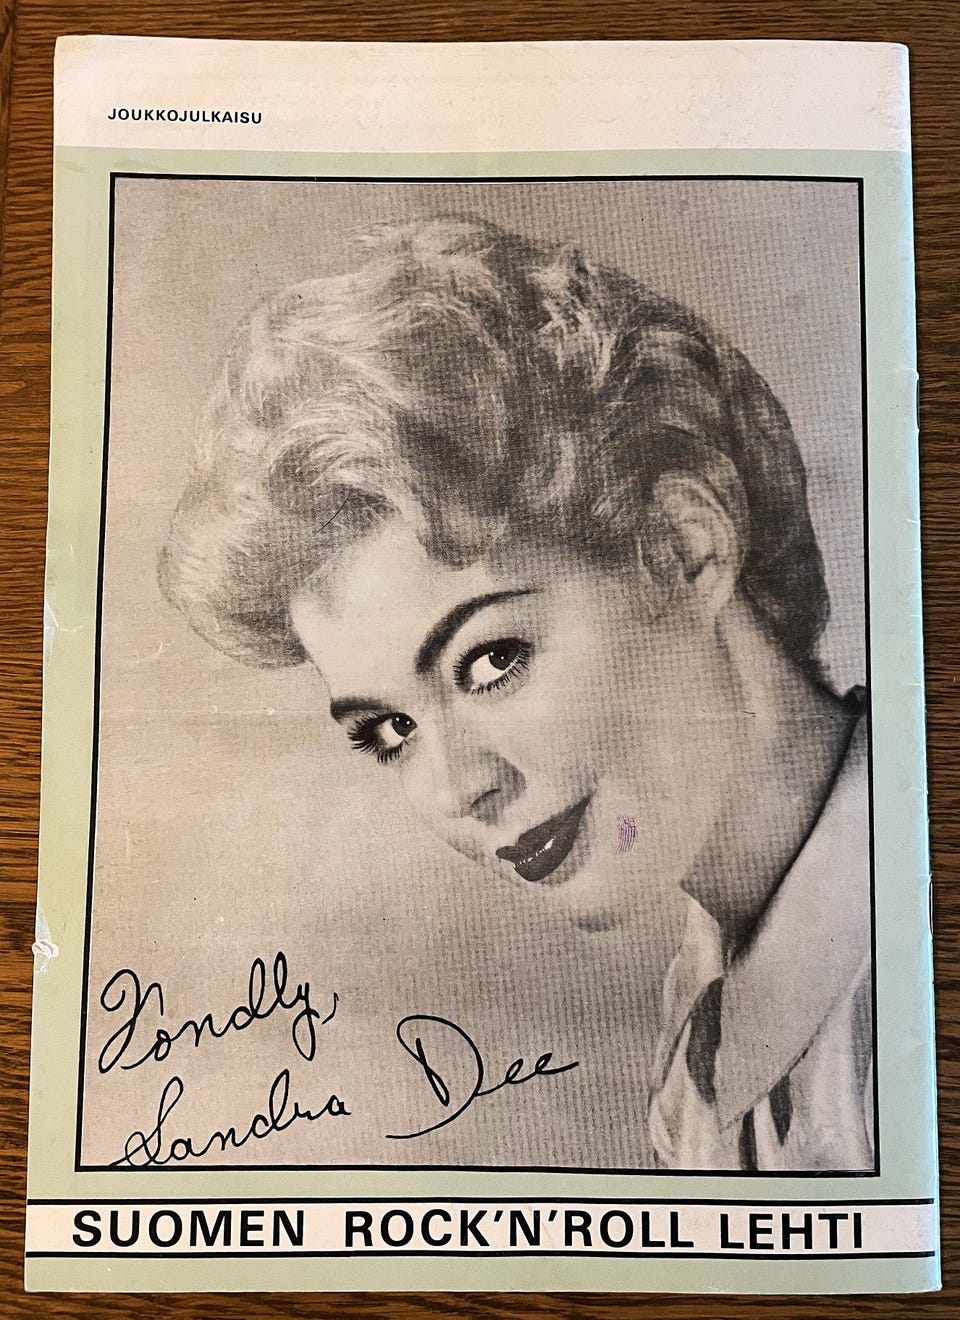 JOUKKOJULKAISU
Fondly,
Sandra Dee
SUOMEN ROCK'N'ROLL LEHTI